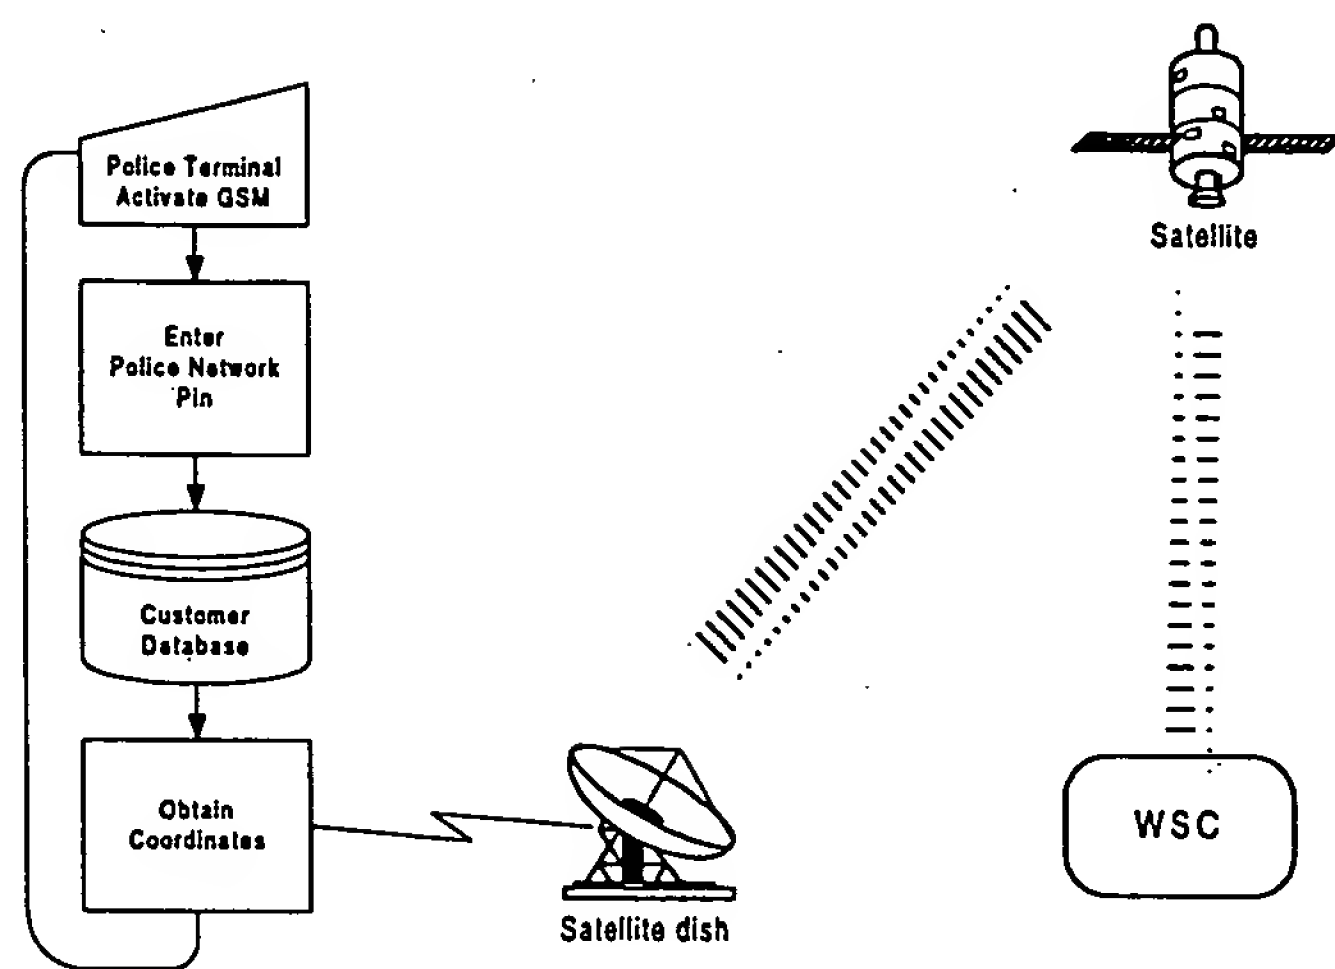 Police Terminal
Activate GSM
Enter
Police Network
Pin
Customer
Database
Obtain
Coordinates
Satellite dish
Satellite
WSC